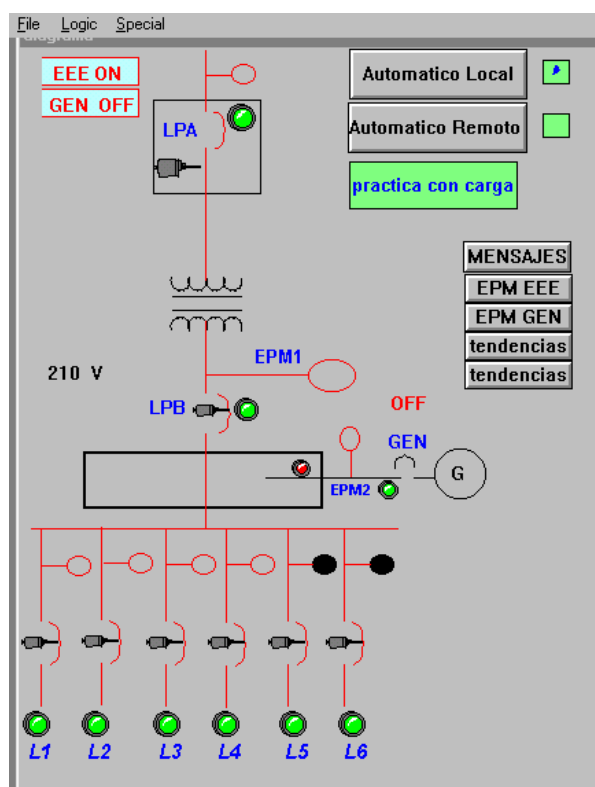 File Logic Special
diagrama
EEE ON
GEN OFF
Automatico Local
Automatico Remoto
practica con carga
LPA
MENSAJES
EPM EEE
EPM GEN
tendencias
tendencias
EPM1
210 V
LPB
OFF
GEN
G
EPM2
L1 L2 L3 L4 L5 L6